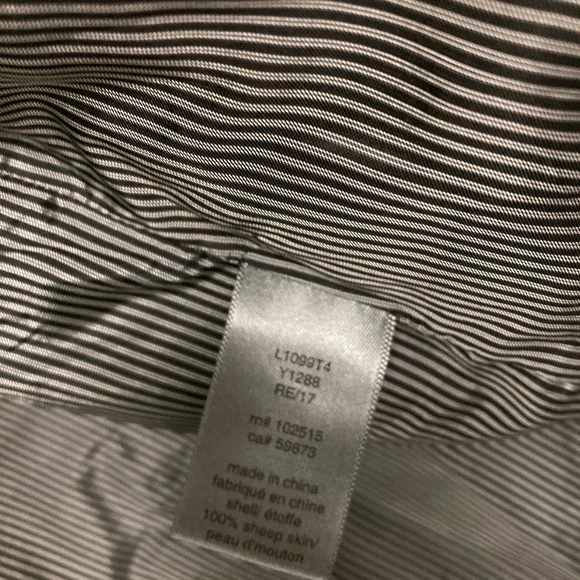 L1099T4
Y1288
RE/17
rn# 102515
ca# 59673
made in china
fabriqué en chine
shell/ étoffe
100% sheep skin/
peau d'mouton